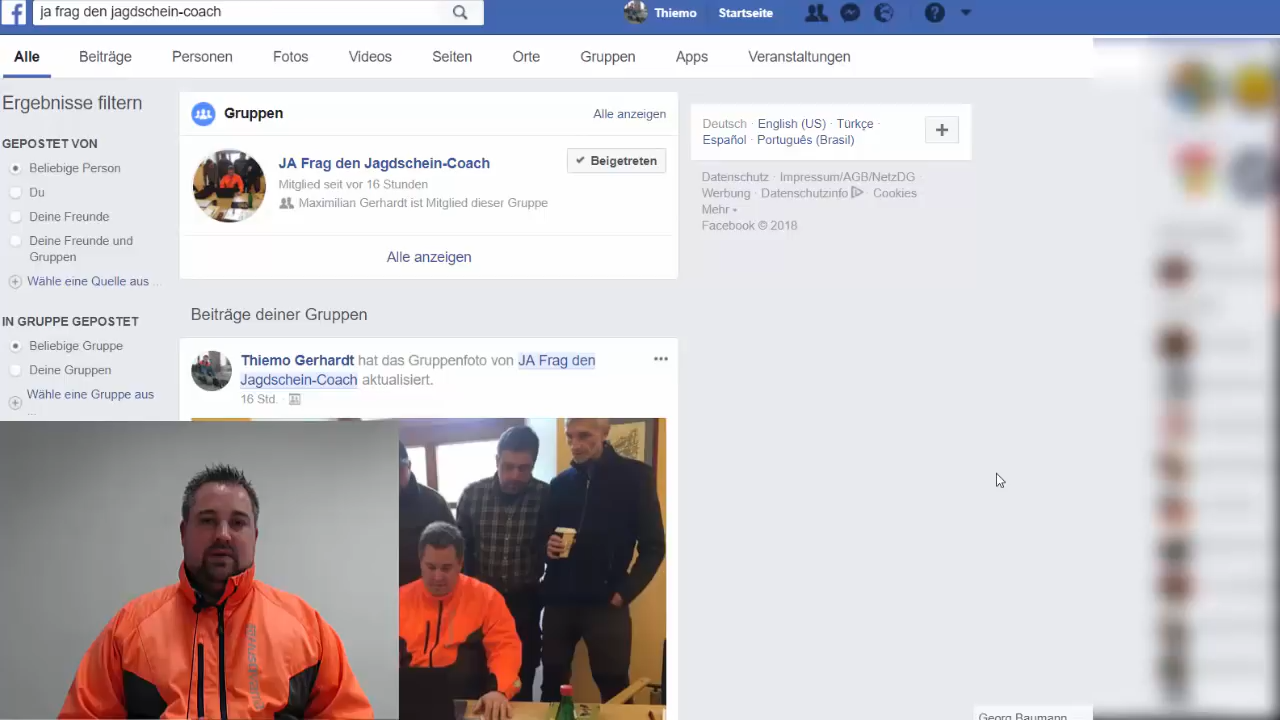 ja frag den jagdschein-coach
Thiemo
Startseite
Alle
Beiträge
Personen
Fotos
Videos
Seiten
Orte
Gruppen
Apps
Veranstaltungen
Ergebnisse filtern
GEPOSTET VON
Beliebige Person
Du
Deine Freunde
Deine Freunde und
Gruppen
Wähle eine Quelle aus ...
IN GRUPPE GEPOSTET
Beliebige Gruppe
Deine Gruppen
Wähle eine Gruppe aus
...
Gruppen
Alle anzeigen
JA Frag den Jagdschein-Coach
Beigetreten
Mitglied seit vor 16 Stunden
Maximilian Gerhardt ist Mitglied dieser Gruppe
Alle anzeigen
Beiträge deiner Gruppen
Thiemo Gerhardt hat das Gruppenfoto von JA Frag den
Jagdschein-Coach aktualisiert.
16 Std. ·
Deutsch · English (US) · Türkçe ·
Español · Português (Brasil)
Datenschutz · Impressum/AGB/NetzDG ·
Werbung · Datenschutzinfo · Cookies
Mehr
Facebook © 2018
Georg Baumann